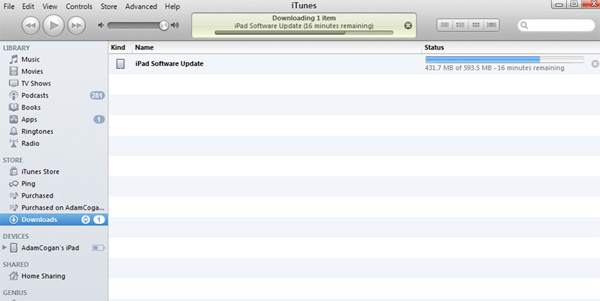 iTunes
File Edit View Controls Store Advanced Help
Downloading 1 item
iPad Software Update (16 minutes remaining)
LIBRARY
Music
Movies
TV Shows
Podcasts 281
Books
Apps 1
Ringtones
Radio
STORE
iTunes Store
Ping
Purchased
Purchased on AdamCoga...
Downloads 1
DEVICES
AdamCogan's iPad
SHARED
Home Sharing
GENIUS
Kind Name Status
iPad Software Update
431.7 MB of 593.5 MB - 16 minutes remaining